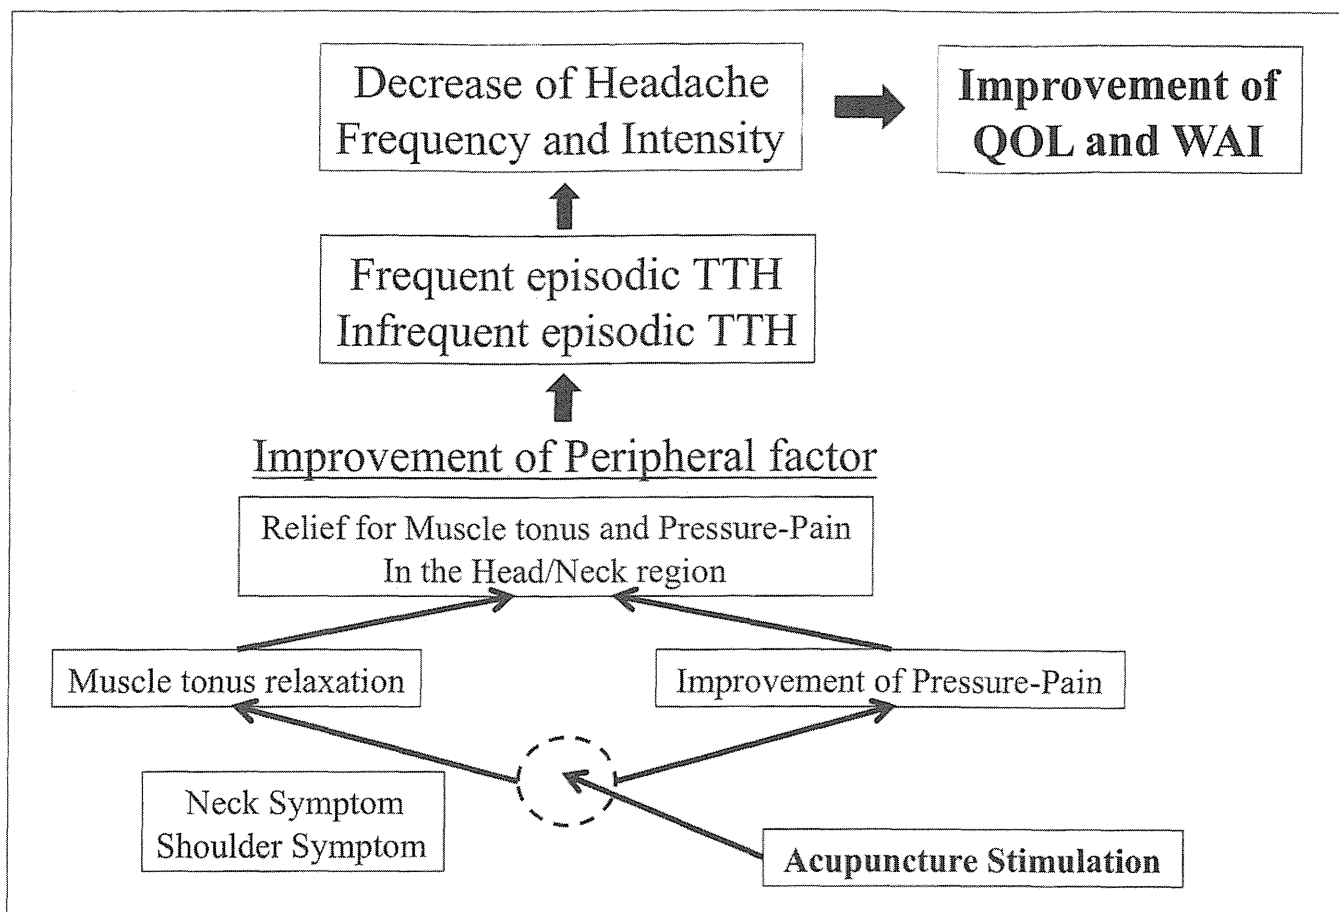 Decrease of Headache
Frequency and Intensity
Improvement of
QOL and WAI
Frequent episodic TTH
Infrequent episodic TTH
Improvement of Peripheral factor
Relief for Muscle tonus and Pressure-Pain
In the Head/Neck region
Muscle tonus relaxation
Improvement of Pressure-Pain
Neck Symptom
Shoulder Symptom
Acupuncture Stimulation